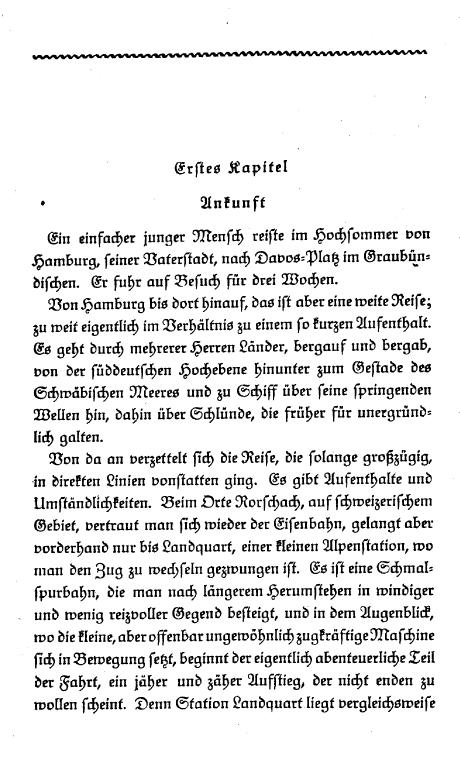 Erstes Kapitel
Ankunft
Ein einfacher junger Mensch reiste im Hochsommer von
Hamburg, seiner Vaterstadt, nach Davos-Platz im Graubün-
dischen. Er fuhr auf Besuch für drei Wochen.
Von Hamburg bis dort hinauf, das ist aber eine weite Reise;
zu weit eigentlich im Verhältnis zu einem so kurzen Aufenthalt.
Es geht durch mehrerer Herren Länder, bergauf und bergab,
von der süddeutschen Hochebene hinunter zum Gestade des
Schwäbischen Meeres und zu Schiff über seine springenden
Wellen hin, dahin über Schlünde, die früher für unergründ-
lich galten.
Von da an verzettelt sich die Reise, die solange großzügig,
in direkten Linien vonstatten ging. Es gibt Aufenthalte und
Umständlichkeiten. Beim Orte Rorschach, auf schweizerischem
Gebiet, vertraut man sich wieder der Eisenbahn, gelangt aber
vorderhand nur bis Landquart, einer kleinen Alpenstation, wo
man den Zug zu wechseln gezwungen ist. Es ist eine Schmal-
spurbahn, die man nach längerem Herumstehen in windiger
und wenig reizvoller Gegend besteigt, und in dem Augenblick,
wo die kleine, aber offenbar ungewöhnlich zugkräftige Maschine
sich in Bewegung setzt, beginnt der eigentlich abenteuerliche Teil
der Fahrt, ein jäher und zäher Aufstieg, der nicht enden zu
wollen scheint. Denn Station Landquart liegt vergleichsweise